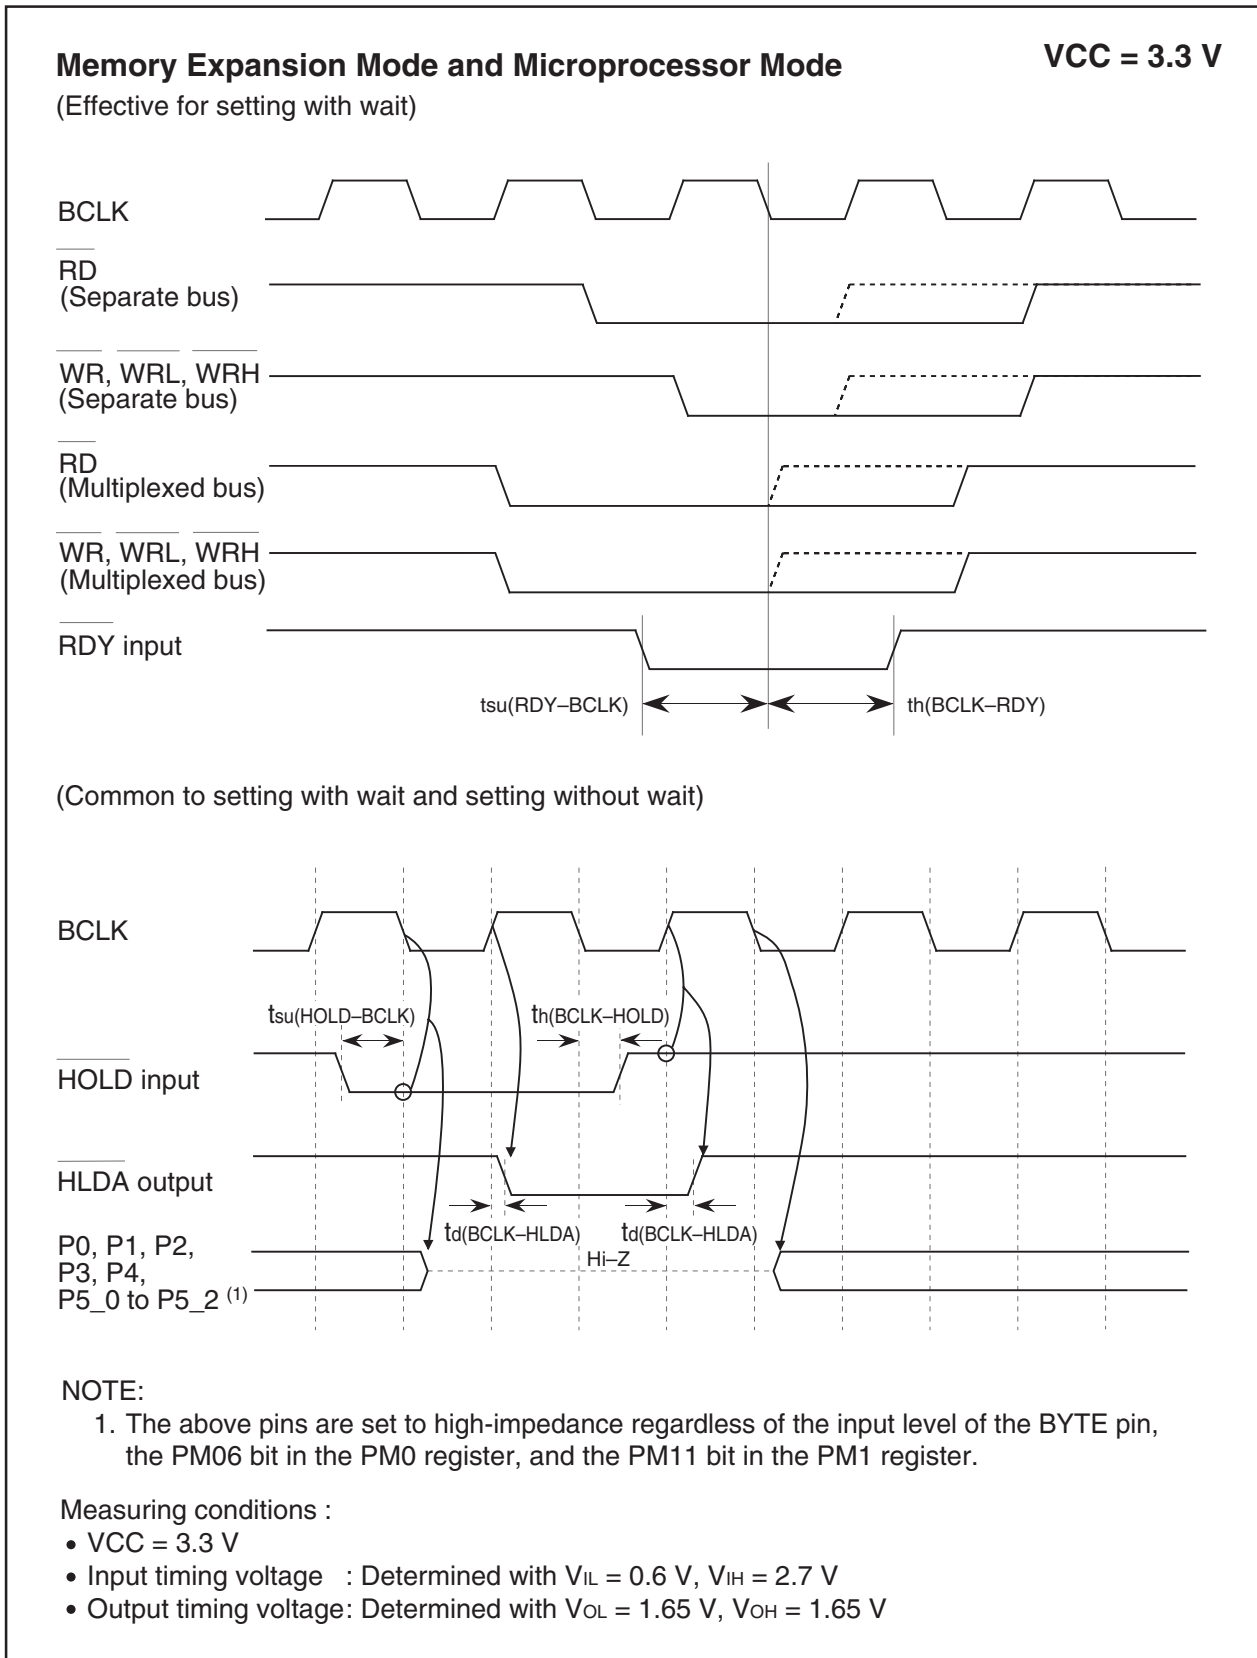 Memory Expansion Mode and Microprocessor Mode
VCC = 3.3 V
(Effective for setting with wait)
BCLK
RD
(Separate bus)
WR, WRL, WRH
(Separate bus)
RD
(Multiplexed bus)
WR, WRL, WRH
(Multiplexed bus)
RDY input
tsu(RDY–BCLK)
th(BCLK–RDY)
(Common to setting with wait and setting without wait)
BCLK
tsu(HOLD–BCLK)
th(BCLK–HOLD)
HOLD input
HLDA output
td(BCLK–HLDA)
td(BCLK–HLDA)
P0, P1, P2,
P3, P4,
P5_0 to P5_2 (1)
Hi–Z
NOTE:
1. The above pins are set to high-impedance regardless of the input level of the BYTE pin,
the PM06 bit in the PM0 register, and the PM11 bit in the PM1 register.
Measuring conditions :
• VCC = 3.3 V
• Input timing voltage : Determined with VIL = 0.6 V, VIH = 2.7 V
• Output timing voltage: Determined with VOL = 1.65 V, VOH = 1.65 V